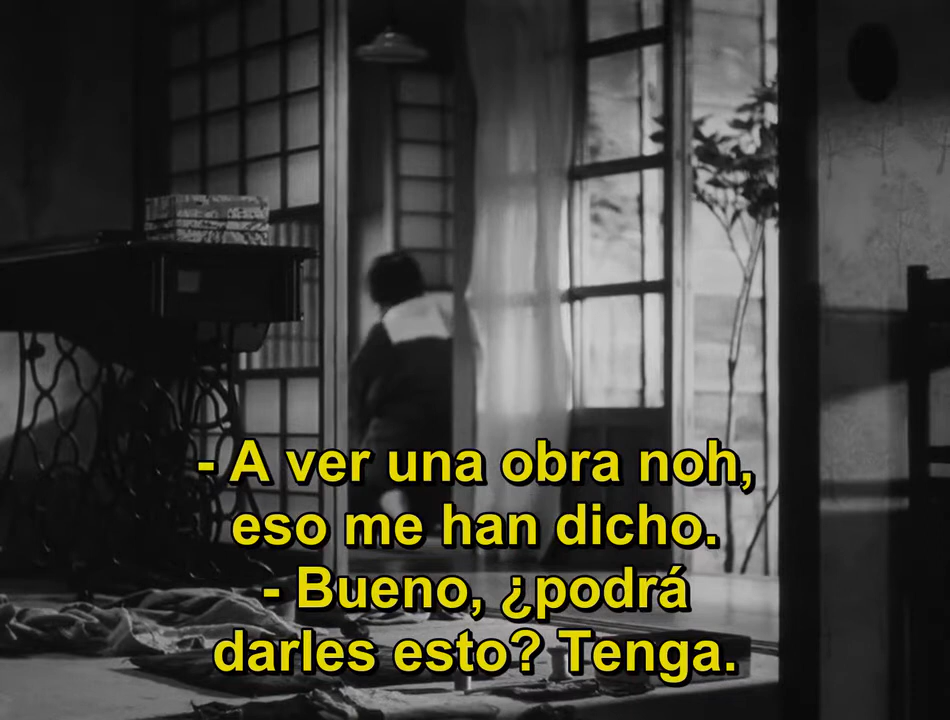 - A ver una obra noh,
eso me han dicho.
- Bueno, ¿podrá
darles esto? Tenga.